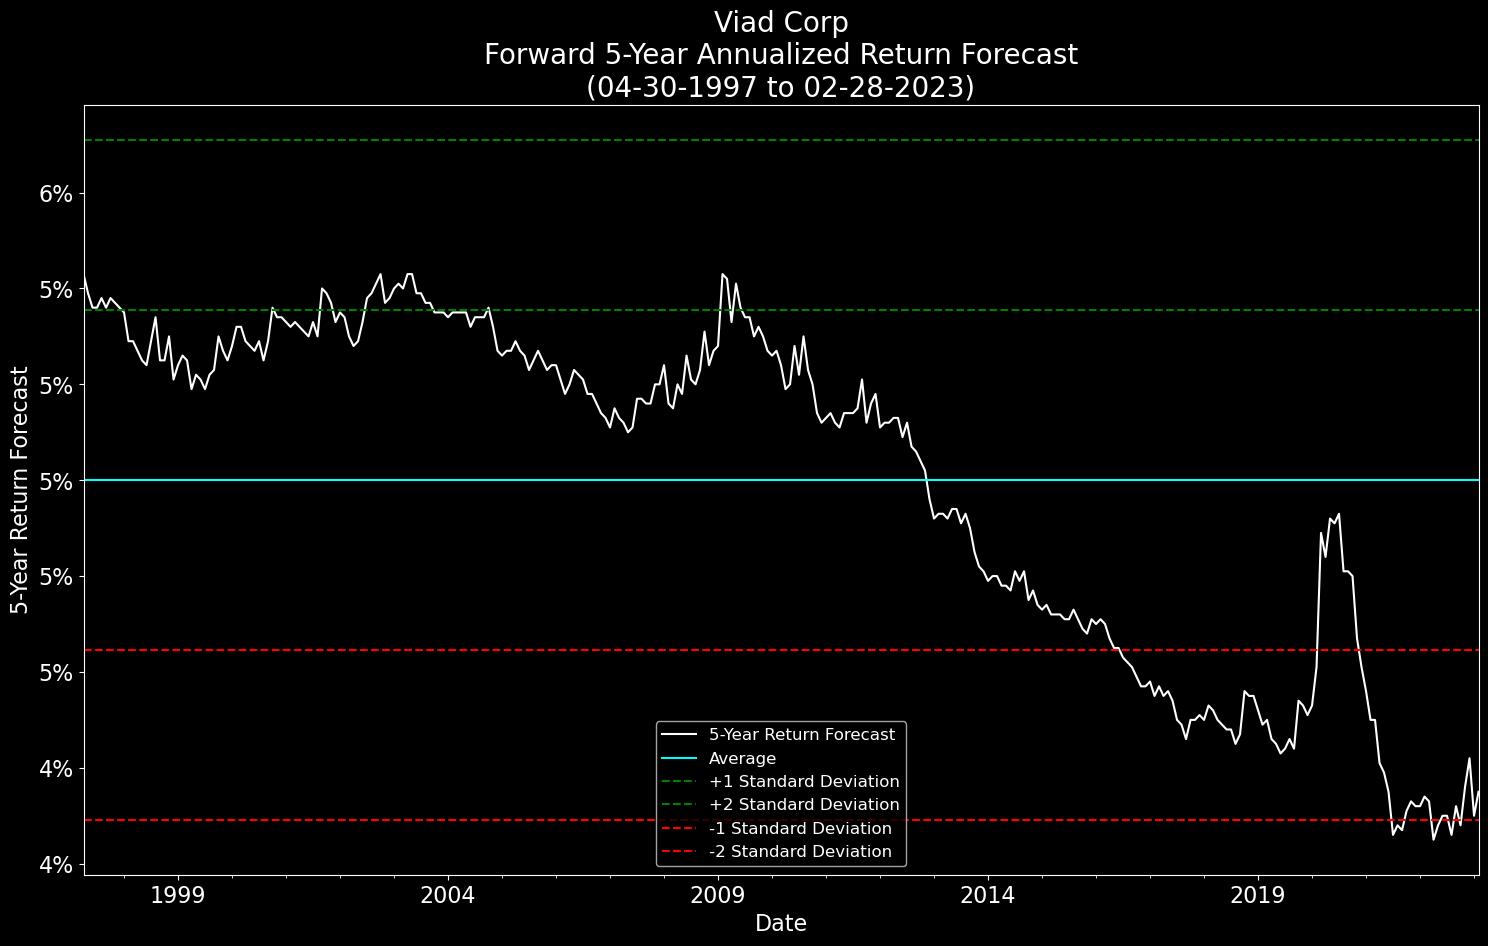 Viad Corp
Forward 5-Year Annualized Return Forecast
(04-30-1997 to 02-28-2023)
6%
5%
5%
5%
5%
5%
4%
4%
5-Year Return Forecast
5-Year Return Forecast
Average
+1 Standard Deviation
+2 Standard Deviation
-1 Standard Deviation
-2 Standard Deviation
1999 2004 2009 2014 2019
Date